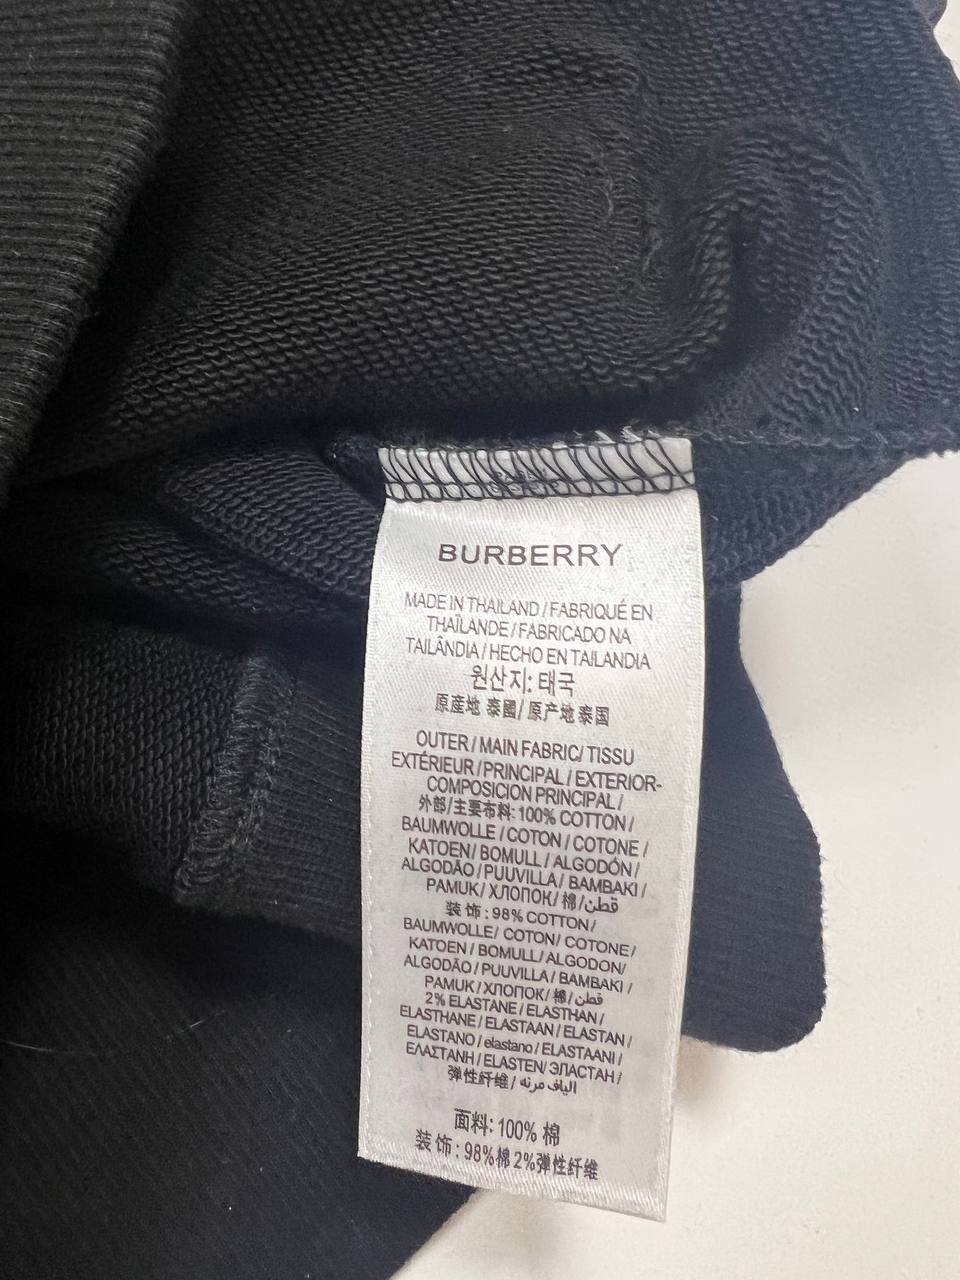 BURBERRY
MADE IN THAILAND / FABRIQUÉ EN
THAÏLANDE / FABRICADO NA
TAILÂNDIA / HECHO EN TAILANDIA
원산지: 태국
原産地 泰國/ 原产地 泰国
OUTER / MAIN FABRIC/ TISSU
EXTÉRIEUR / PRINCIPAL / EXTERIOR-
COMPOSICION PRINCIPAL /
外部/主要布料: 100% COTTON /
BAUMWOLLE / COTON / COTONE /
KATOEN/ BOMULL / ALGODÓN /
ALGODÃO / PUUVILLA / BAMBAKI /
PAMUK / ХЛОПОК/ 棉/ قطن/
装 饰 : 98% COTTON /
BAUMWOLLE/ COTON/ COTONE/
KATOEN / BOMULL/ ALGODON/
ALGODÃO / PUUVILLA / BAMBAKI /
PAMUK / ХЛОПОК/ 棉 / قطن/
2% ELASTANE / ELASTHAN /
ELASTHANE / ELASTAAN / ELASTAN /
ELASTANO / elastano / ELASTAANI /
ΕΛΑΣΤΑΝΗ / ELASTEN/ ЭЛАСТАН /
弹性纤维 / الياف مرنه /
面料: 100% 棉
装 饰 : 98%棉 2%弹性纤维